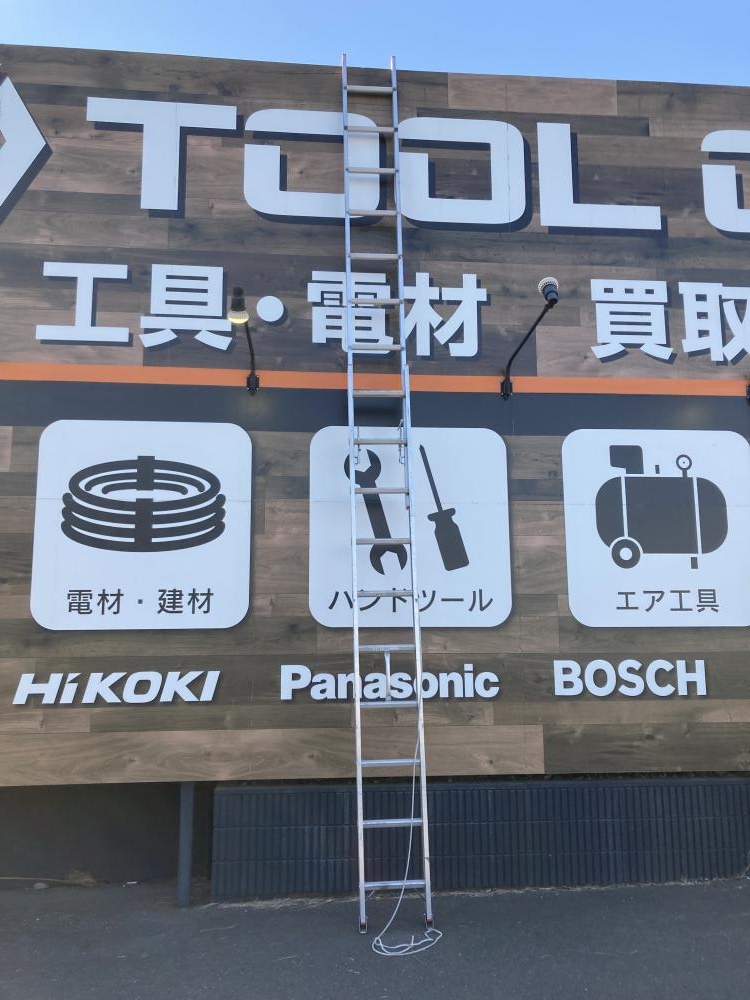 TOOL
工具・電材 買取
電材・建材
ハンドツール
エア工具
HiKOKI Panasonic BOSCH